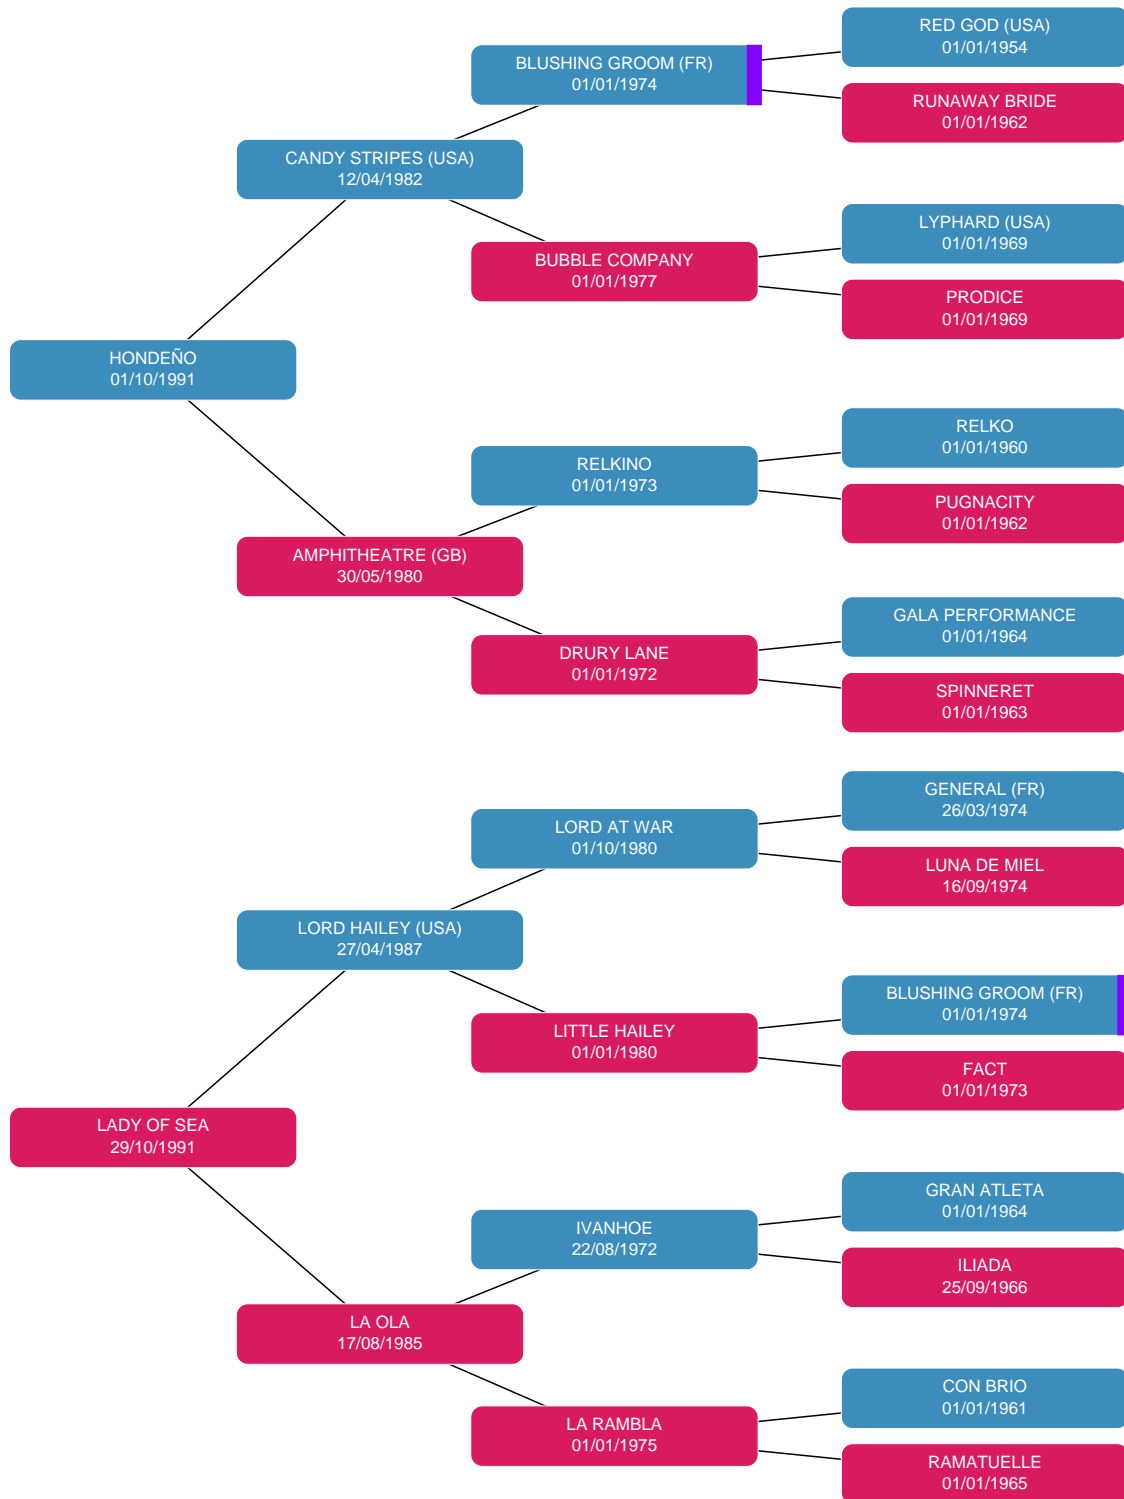 RED GOD (USA)
01/01/1954
BLUSHING GROOM (FR)
01/01/1974
RUNAWAY BRIDE
01/01/1962
CANDY STRIPES (USA)
12/04/1982
LYPHARD (USA)
01/01/1969
BUBBLE COMPANY
01/01/1977
PRODICE
01/01/1969
HONDEÑO
01/10/1991
RELKO
01/01/1960
RELKINO
01/01/1973
PUGNACITY
01/01/1962
AMPHITHEATRE (GB)
30/05/1980
GALA PERFORMANCE
01/01/1964
DRURY LANE
01/01/1972
SPINNERET
01/01/1963
GENERAL (FR)
26/03/1974
LORD AT WAR
01/10/1980
LUNA DE MIEL
16/09/1974
LORD HAILEY (USA)
27/04/1987
BLUSHING GROOM (FR)
01/01/1974
LITTLE HAILEY
01/01/1980
FACT
01/01/1973
LADY OF SEA
29/10/1991
GRAN ATLETA
01/01/1964
IVANHOE
22/08/1972
ILIADA
25/09/1966
LA OLA
17/08/1985
CON BRIO
01/01/1961
LA RAMBLA
01/01/1975
RAMATUELLE
01/01/1965